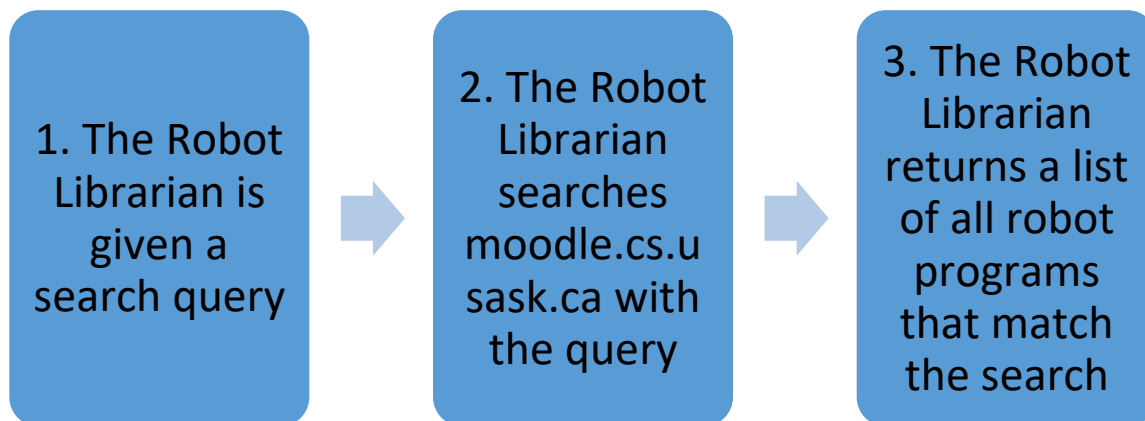 1. The Robot
Librarian is
given a
search query
2. The Robot
Librarian
searches
moodle.cs.u
sask.ca with
the query
3. The Robot
Librarian
returns a list
of all robot
programs
that match
the search